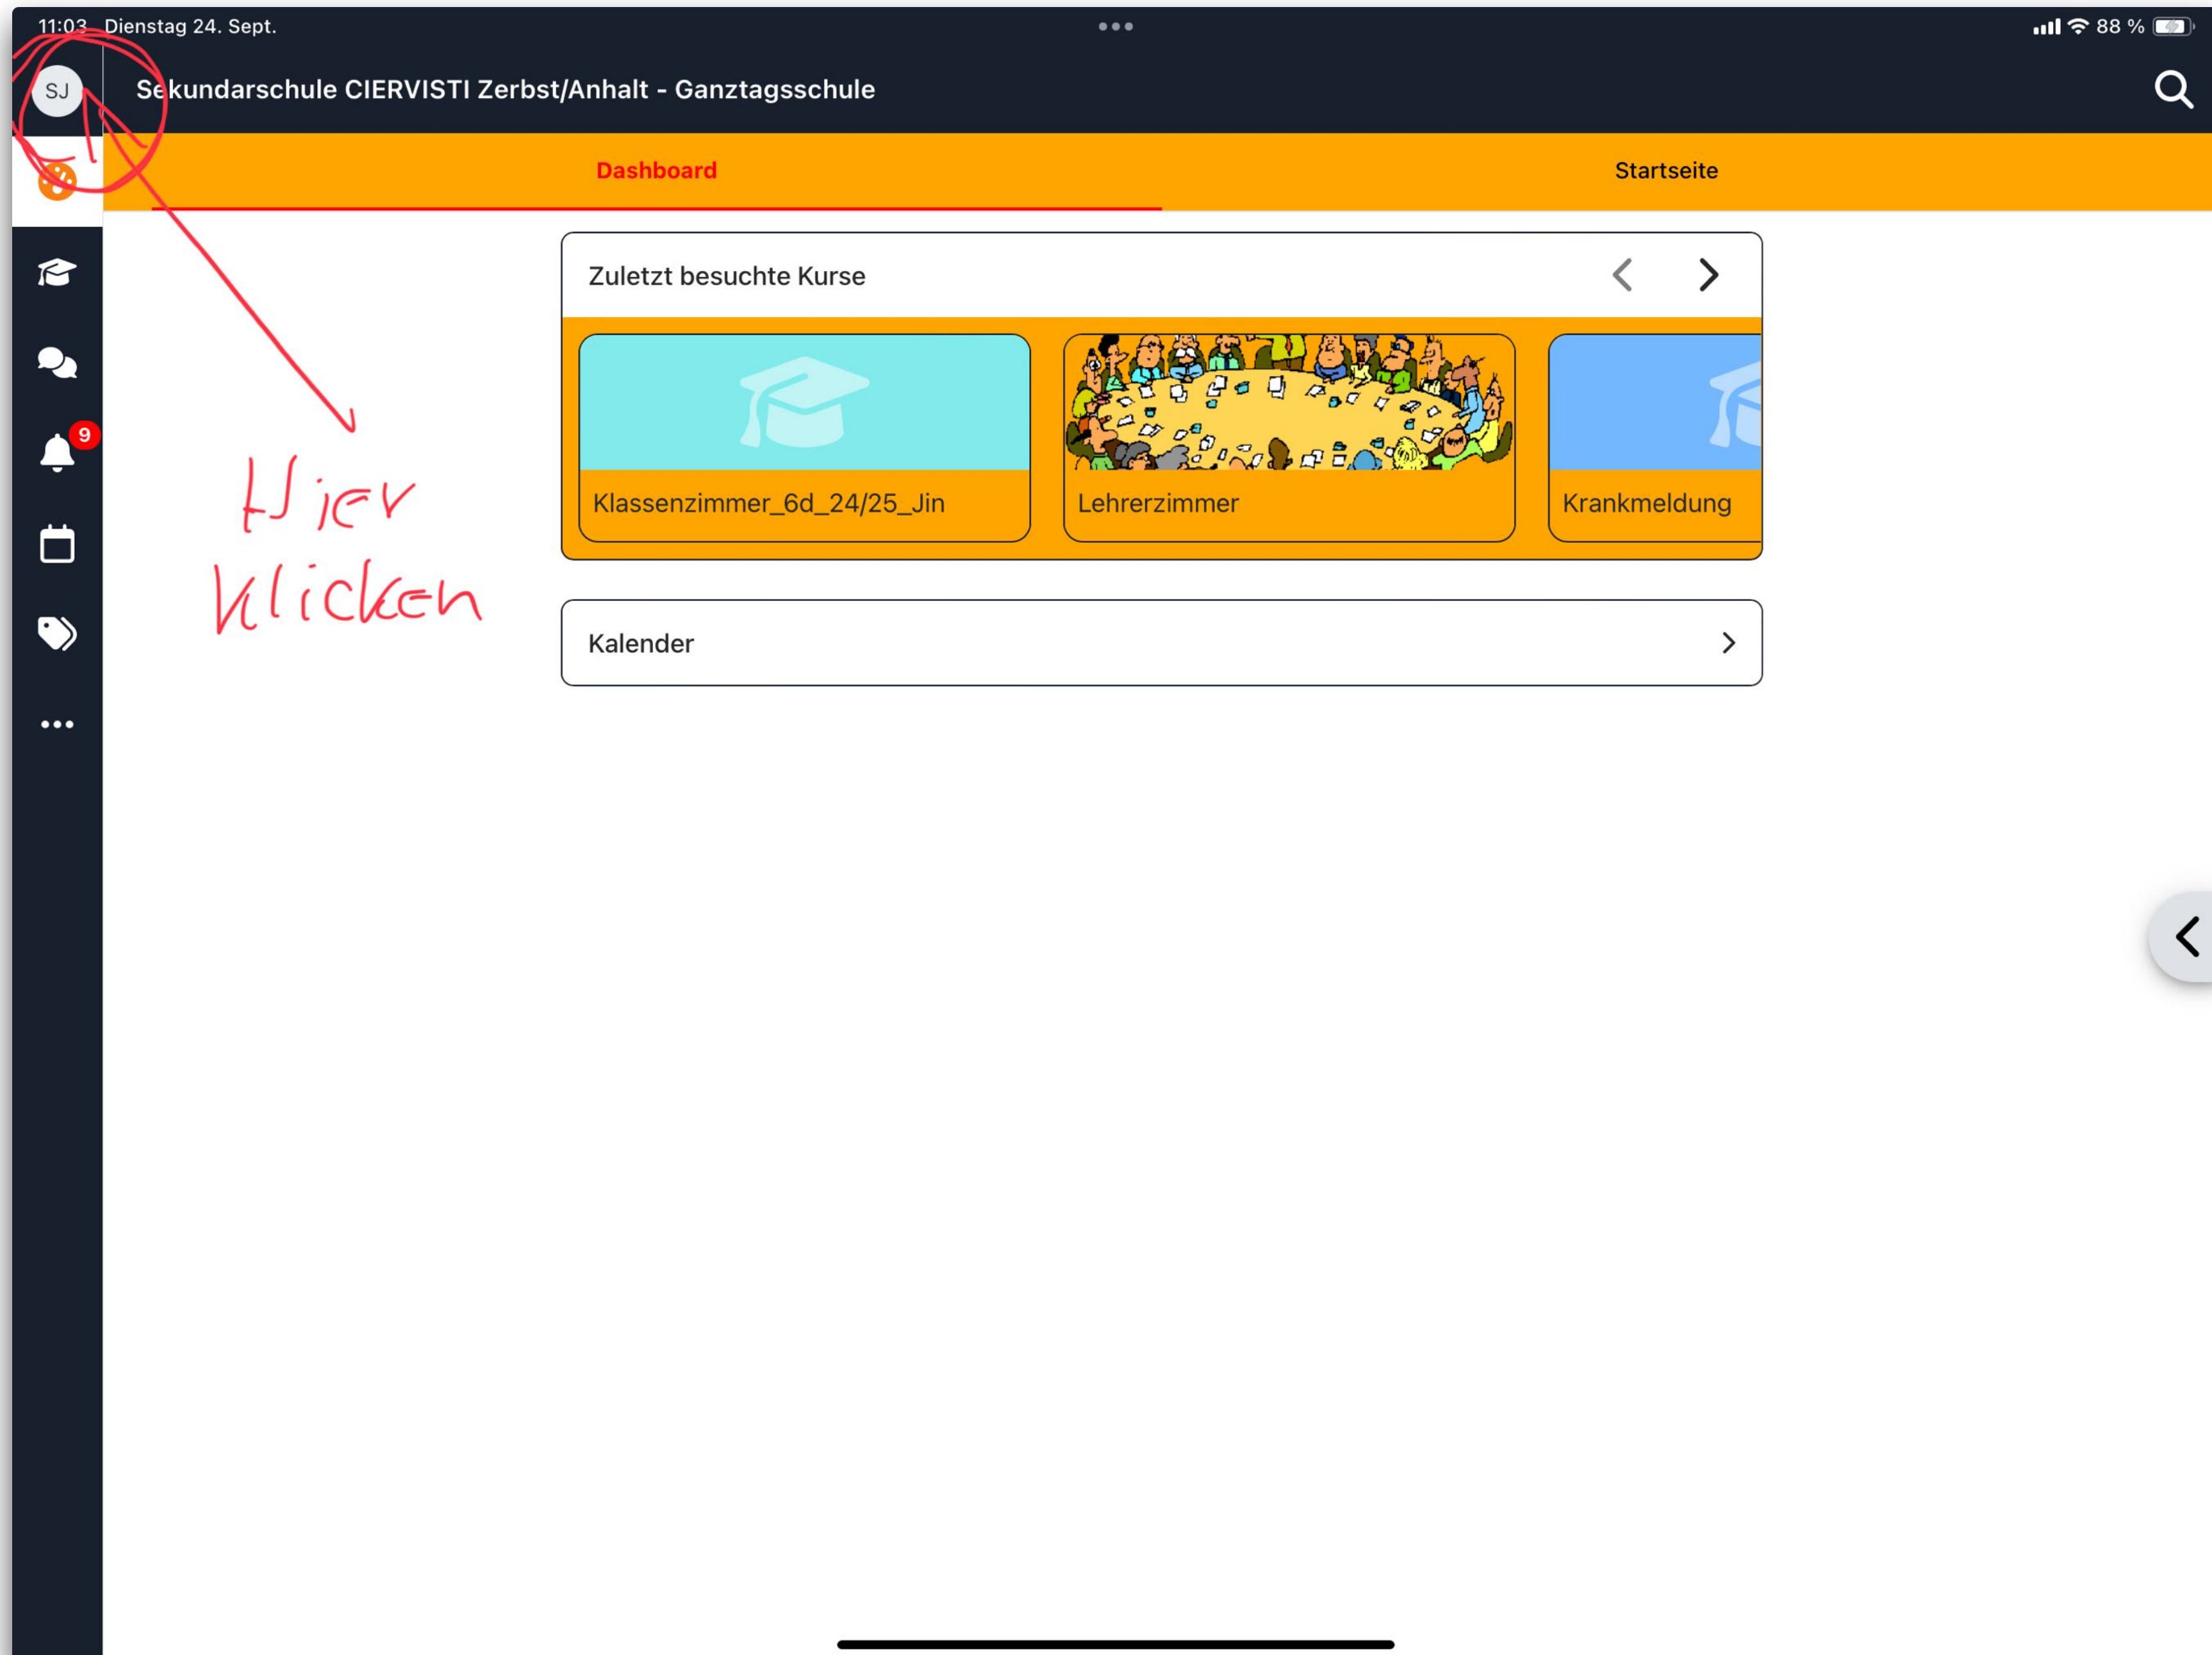 11:03 Dienstag 24. Sept.
88 %
SJ
Sekundarschule CIERVISTI Zerbst/Anhalt - Ganztagsschule
Dashboard
Startseite
Zuletzt besuchte Kurse
Klassenzimmer_6d_24/25_Jin
Lehrerzimmer
Krankmeldung
9
Hier
klicken
Kalender